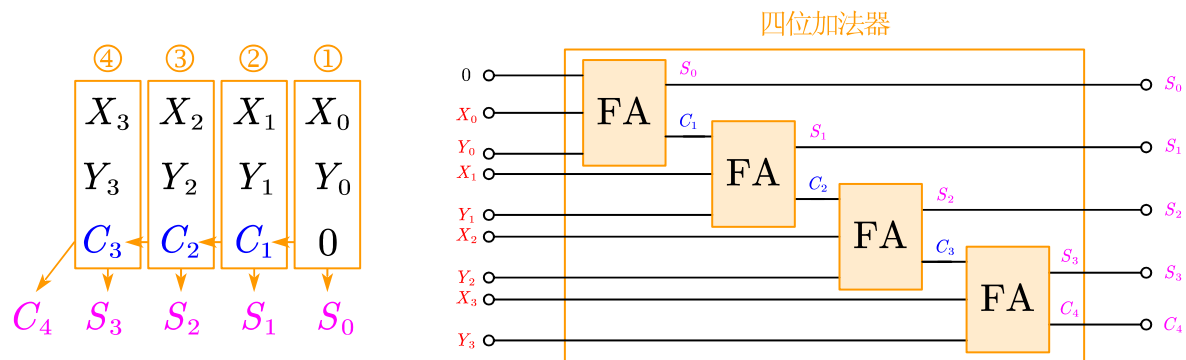 ④ ③ ② ①
X₃ X₂ X₁ X₀
Y₃ Y₂ Y₁ Y₀
C₃ C₂ C₁ 0
C₄ S₃ S₂ S₁ S₀
四位加法器
0
X₀
Y₀
X₁
Y₁
X₂
Y₂
X₃
Y₃
FA
S₀
C₁
FA
S₁
C₂
FA
S₂
C₃
FA
S₃
C₄
S₀
S₁
S₂
S₃
C₄